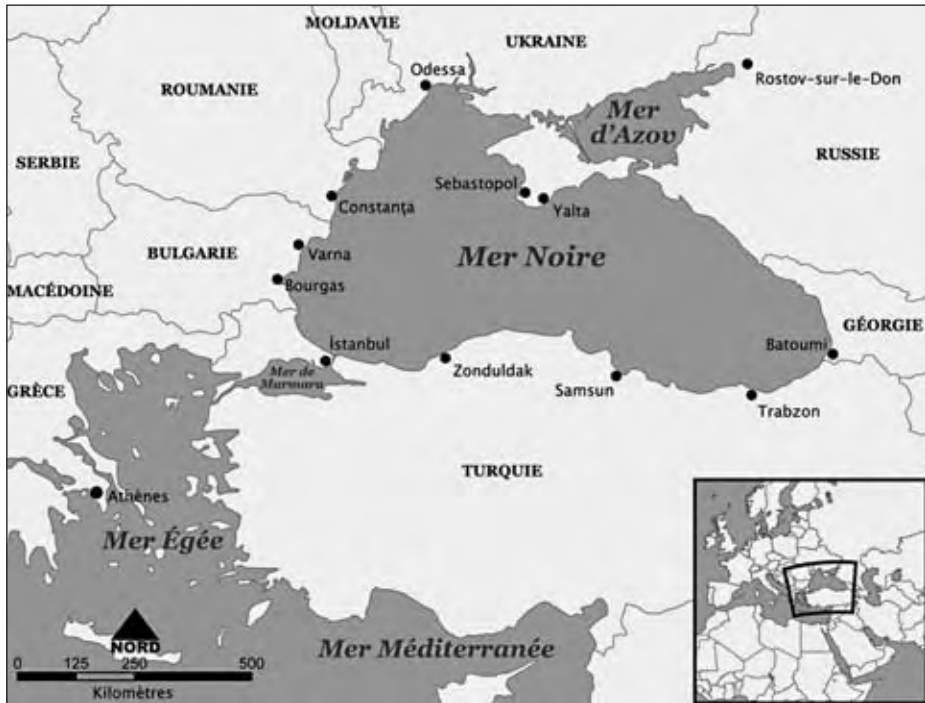 MOLDAVIE
UKRAINE
Odessa
Rostov-sur-le-Don
ROUMANIE
Mer
d'Azov
SERBIE
RUSSIE
Sebastopol
Constanţa
Yalta
Varna
BULGARIE
Mer Noire
Bourgas
MACÉDOINE
GÉORGIE
İstanbul
Batoumi
Mer de
Marmara
Zonduldak
GRÈCE
Samsun
Trabzon
TURQUIE
Athènes
Mer Égée
NORD
Mer Méditerranée
0 125 250 500
Kilomètres